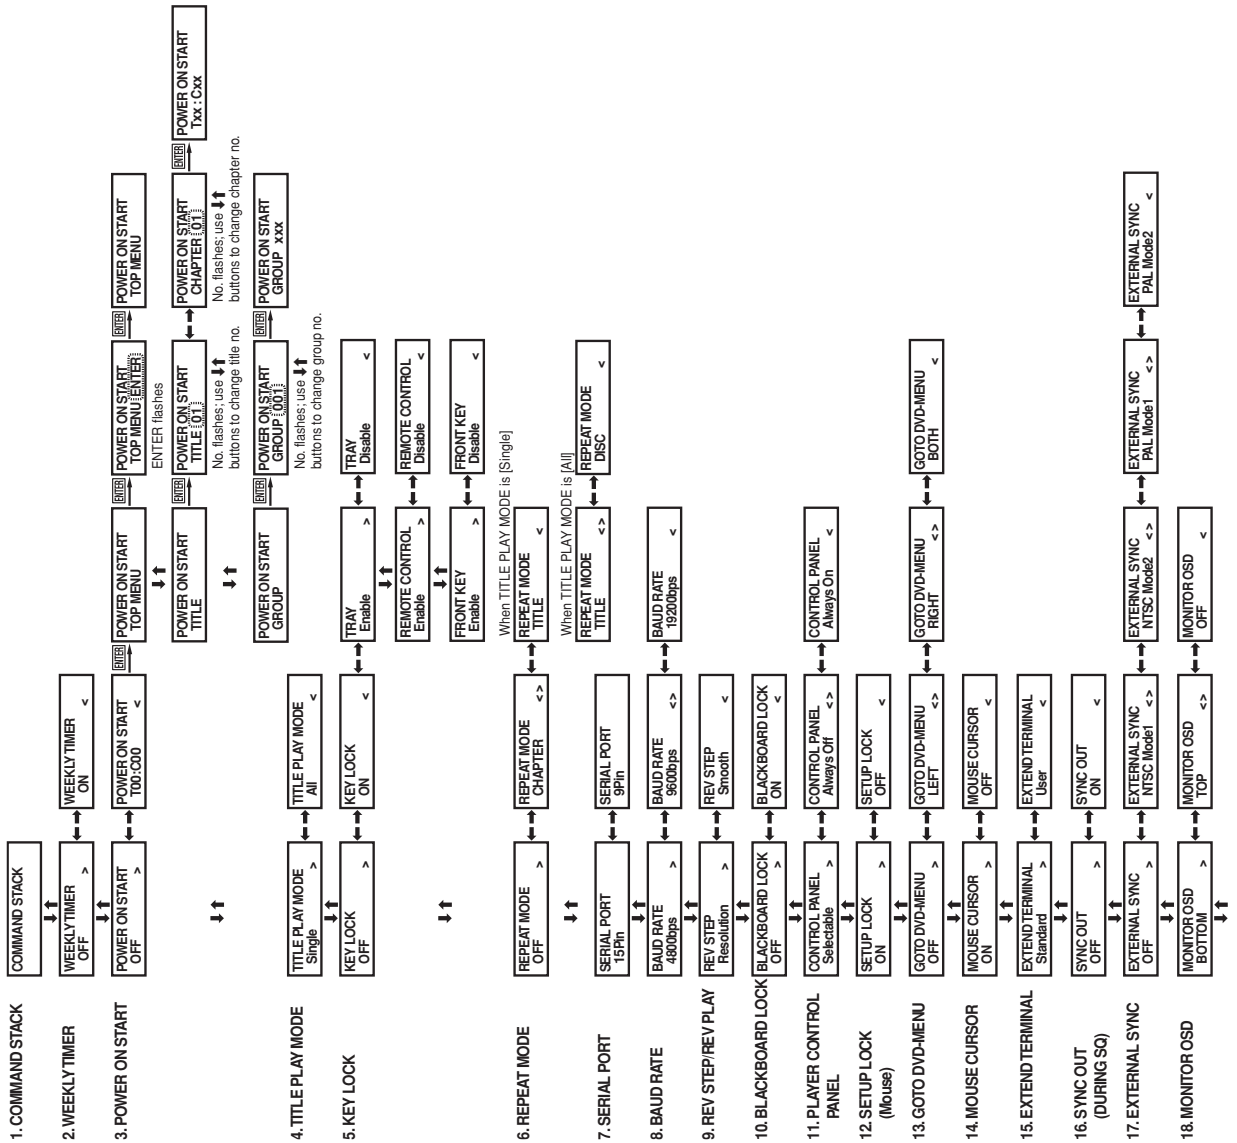 1. COMMAND STACK
COMMAND STACK
2. WEEKLY TIMER
WEEKLY TIMER
OFF >
WEEKLY TIMER
ON <
3. POWER ON START
POWER ON START
OFF >
POWER ON START
T00:C00 <
ENTER
POWER ON START
TOP MENU
ENTER
POWER ON START
TOP MENU ENTER
ENTER flashes
ENTER
POWER ON START
TOP MENU
POWER ON START
TITLE
ENTER
POWER ON START
TITLE 01
No. flashes; use
buttons to change title no.
POWER ON START
CHAPTER 01
No. flashes; use
buttons to change chapter no.
ENTER
POWER ON START
Txx : Cxx
POWER ON START
GROUP
ENTER
POWER ON START
GROUP 001
No. flashes; use
buttons to change group no.
ENTER
POWER ON START
GROUP xxx
4. TITLE PLAY MODE
TITLE PLAY MODE
Single >
TITLE PLAY MODE
All <
5. KEY LOCK
KEY LOCK
OFF >
KEY LOCK
ON <
TRAY
Enable >
TRAY
Disable <
REMOTE CONTROL
Enable >
REMOTE CONTROL
Disable <
FRONT KEY
Enable >
FRONT KEY
Disable <
6. REPEAT MODE
REPEAT MODE
OFF >
REPEAT MODE
CHAPTER < >
When TITLE PLAY MODE is [Single]
REPEAT MODE
TITLE <
When TITLE PLAY MODE is [All]
REPEAT MODE
TITLE < >
REPEAT MODE
DISC <
7. SERIAL PORT
SERIAL PORT
15Pin
SERIAL PORT
9Pin
8. BAUD RATE
BAUD RATE
4800bps >
BAUD RATE
9600bps < >
BAUD RATE
19200bps <
9. REV STEP/REV PLAY
REV STEP
Resolution >
REV STEP
Smooth <
10. BLACKBOARD LOCK
BLACKBOARD LOCK
OFF >
BLACKBOARD LOCK
ON <
11. PLAYER CONTROL
PANEL
CONTROL PANEL
Selectable >
CONTROL PANEL
Always Off < >
CONTROL PANEL
Always On <
12. SETUP LOCK
(Mouse)
SETUP LOCK
ON >
SETUP LOCK
OFF <
13. GOTO DVD-MENU
GOTO DVD-MENU
OFF >
GOTO DVD-MENU
LEFT < >
GOTO DVD-MENU
RIGHT < >
GOTO DVD-MENU
BOTH <
14. MOUSE CURSOR
MOUSE CURSOR
ON >
MOUSE CURSOR
OFF <
15. EXTEND TERMINAL
EXTEND TERMINAL
Standard >
EXTEND TERMINAL
User <
16. SYNC OUT
(DURING SQ)
SYNC OUT
OFF >
SYNC OUT
ON <
17. EXTERNAL SYNC
EXTERNAL SYNC
OFF >
EXTERNAL SYNC
NTSC Mode1 < >
EXTERNAL SYNC
NTSC Mode2 < >
EXTERNAL SYNC
PAL Mode1 < >
EXTERNAL SYNC
PAL Mode2 <
18. MONITOR OSD
MONITOR OSD
BOTTOM >
MONITOR OSD
TOP < >
MONITOR OSD
OFF <